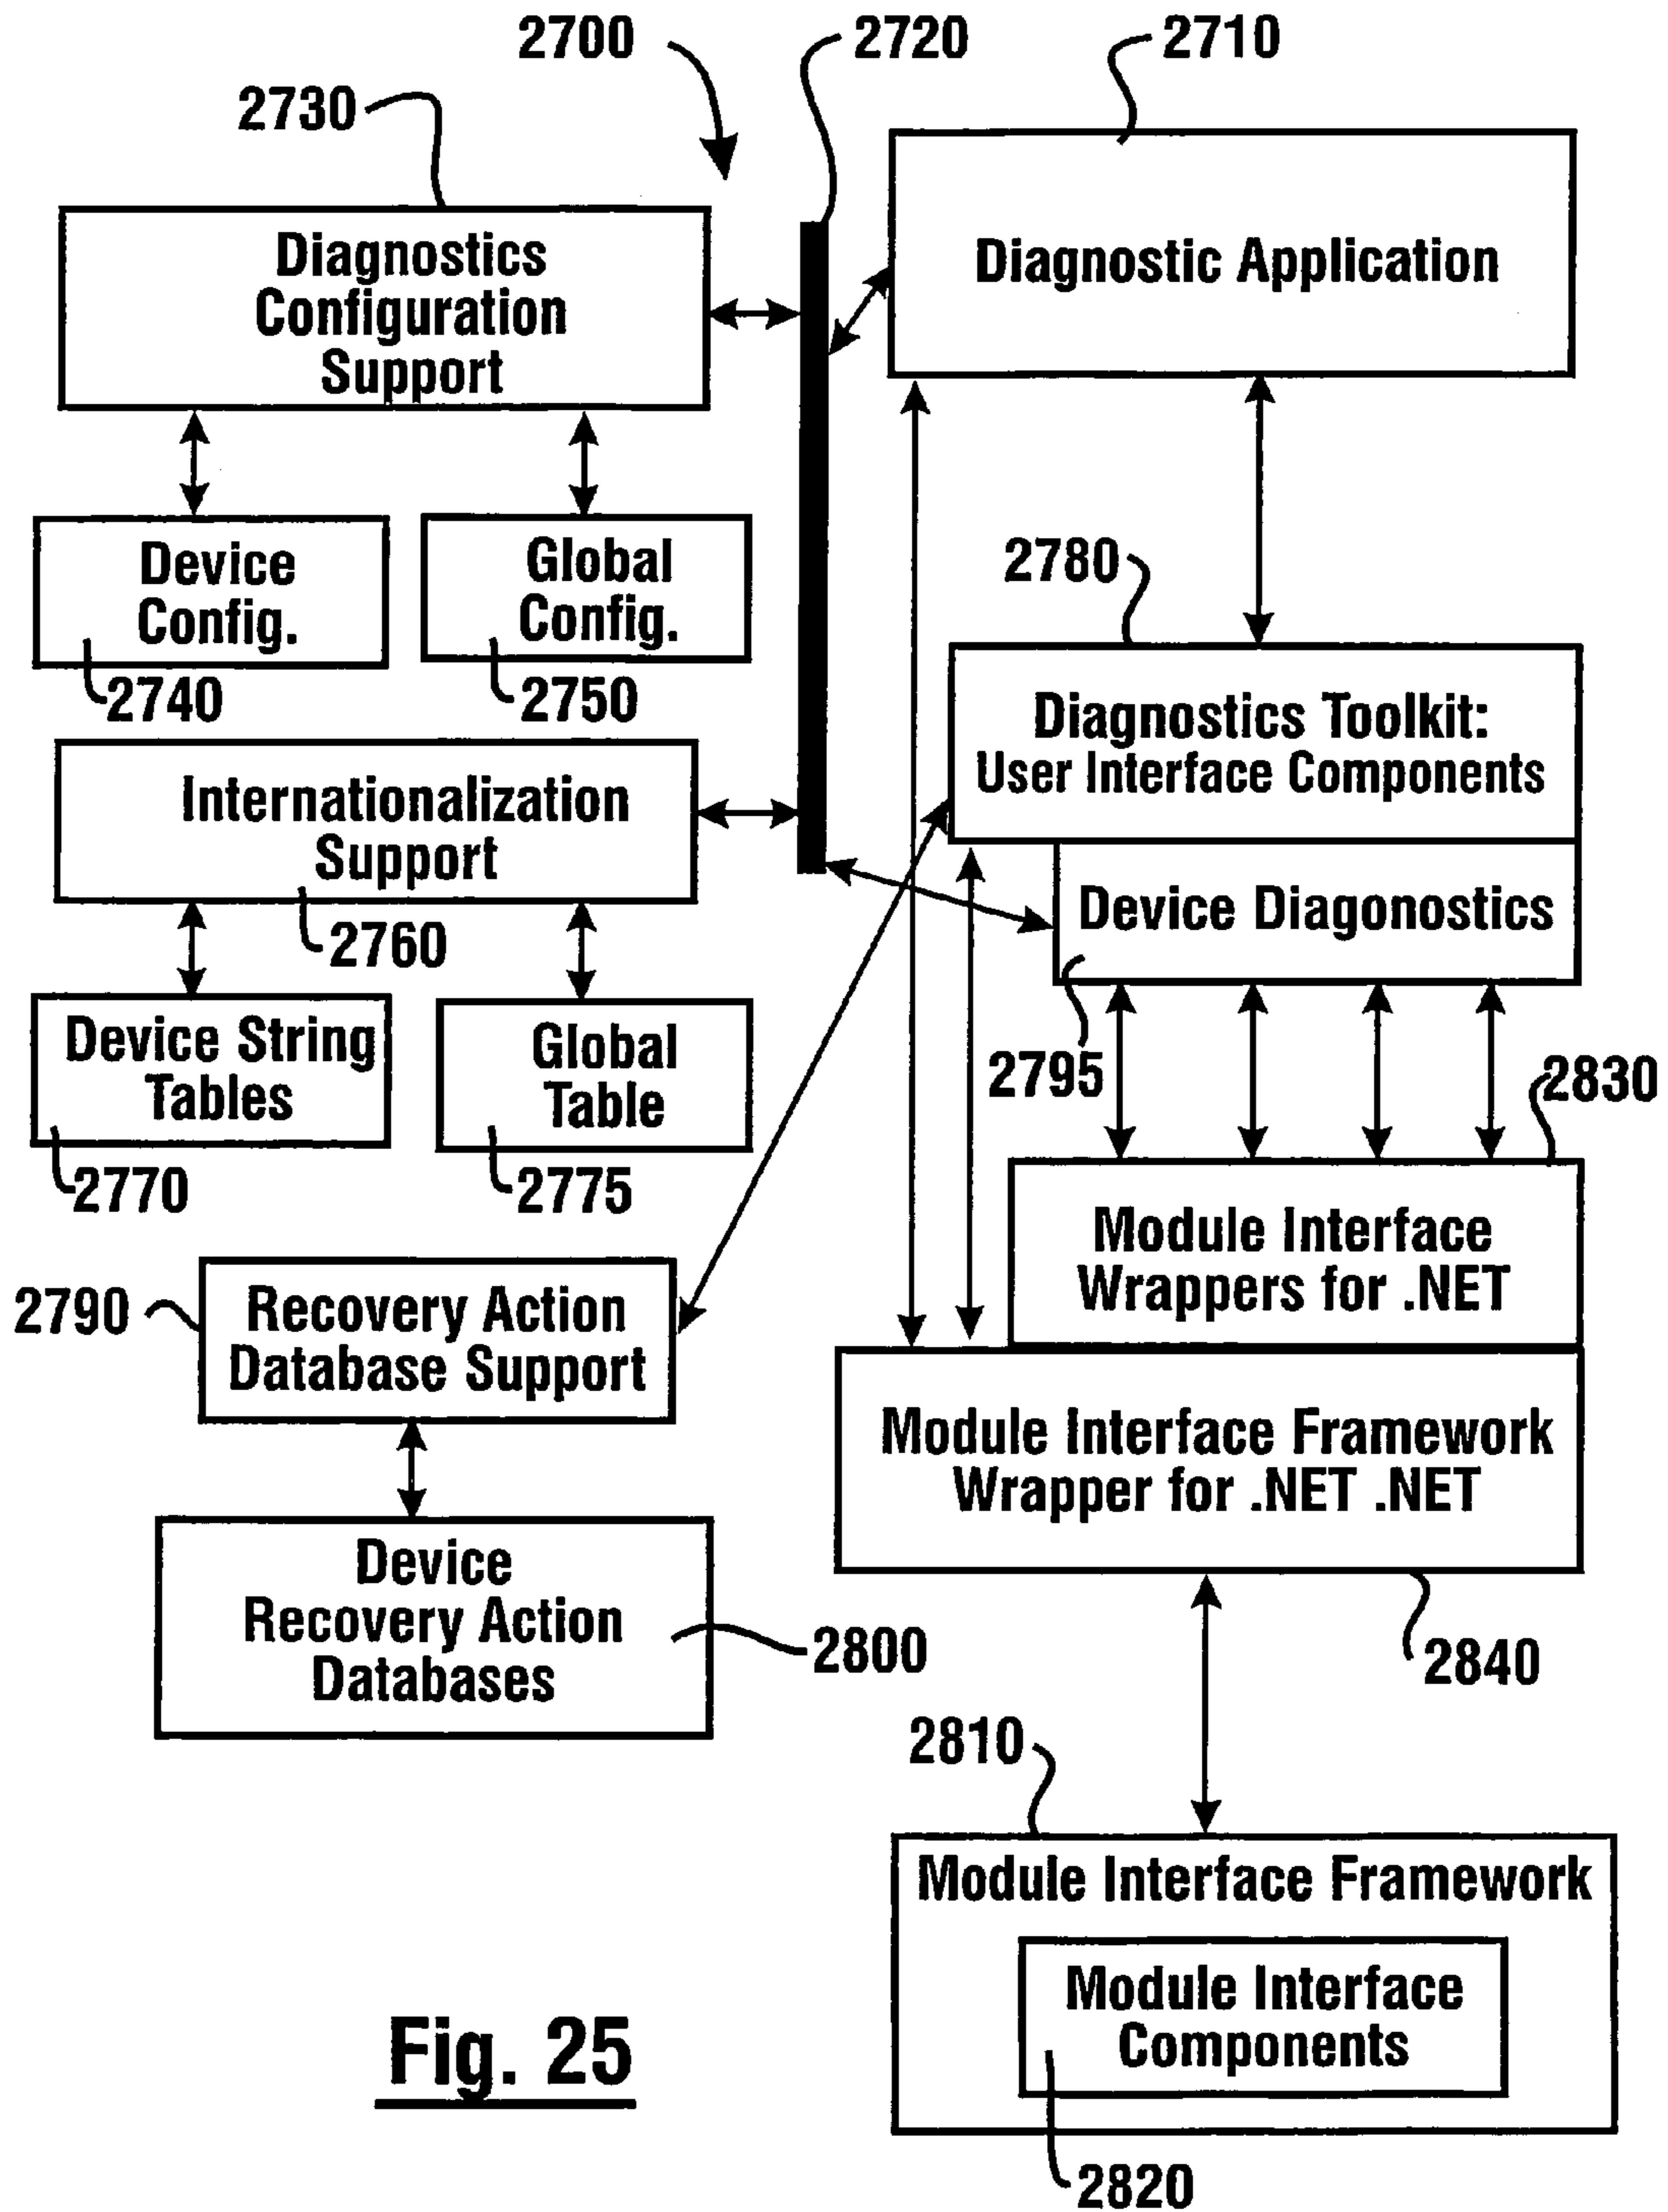 2700
2720
2710
2730
Diagnostics
Configuration
Support
Diagnostic Application
Device
Config.
Global
Config.
2740
2750
2780
Diagnostics Toolkit:
User Interface Components
Internationalization
Support
2760
Device Diagonostics
Device String
Tables
Global
Table
2795
2830
2770
2775
Module Interface
Wrappers for .NET
2790
Recovery Action
Database Support
Module Interface Framework
Wrapper for .NET .NET
Device
Recovery Action
Databases
2800
2840
2810
Module Interface Framework
Module Interface
Components
Fig. 25
2820